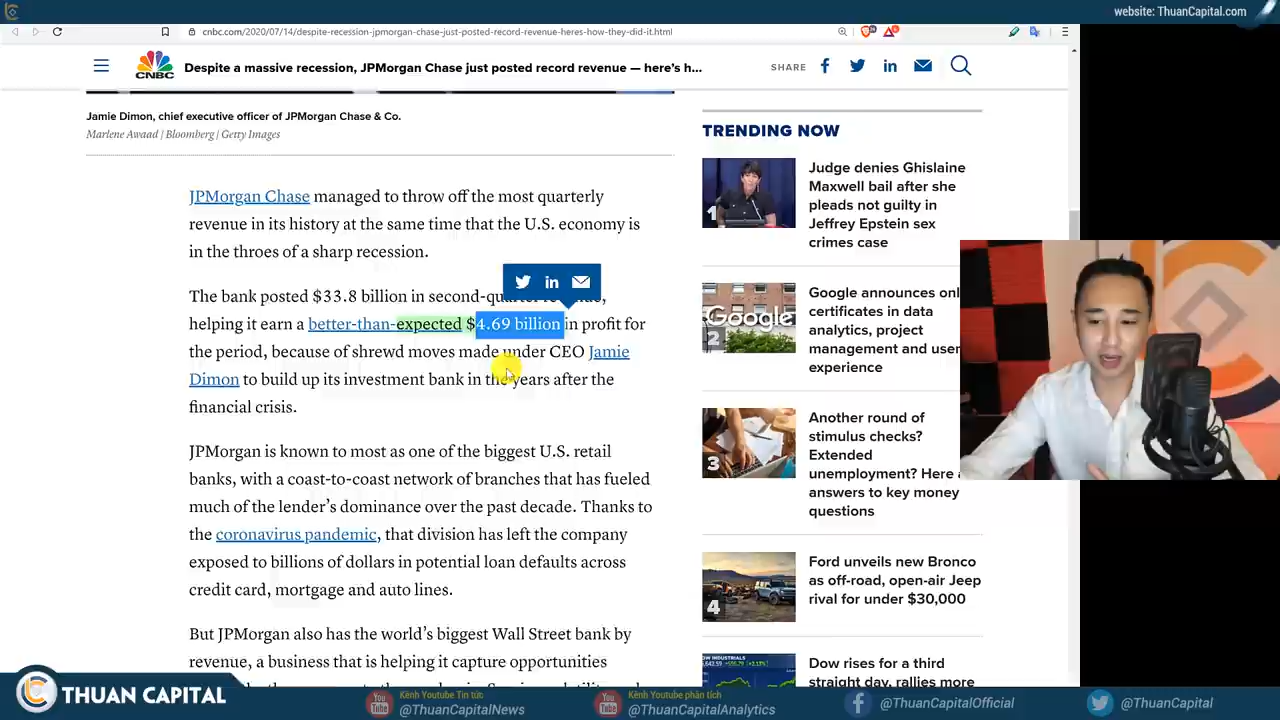 website: ThuanCapital.com
cnbc.com/2020/07/14/despite-recession-jpmorgan-chase-just-posted-record-revenue-heres-how-they-did-it.html
CNBC
Despite a massive recession, JPMorgan Chase just posted record revenue — here's h...
SHARE
Jamie Dimon, chief executive officer of JPMorgan Chase & Co.
Marlene Awaad | Bloomberg | Getty Images
JPMorgan Chase managed to throw off the most quarterly
revenue in its history at the same time that the U.S. economy is
in the throes of a sharp recession.
The bank posted $33.8 billion in second-quarter revenue,
helping it earn a better-than-expected $4.69 billion in profit for
the period, because of shrewd moves made under CEO Jamie
Dimon to build up its investment bank in the years after the
financial crisis.
JPMorgan is known to most as one of the biggest U.S. retail
banks, with a coast-to-coast network of branches that has fueled
much of the lender's dominance over the past decade. Thanks to
the coronavirus pandemic, that division has left the company
exposed to billions of dollars in potential loan defaults across
credit card, mortgage and auto lines.
But JPMorgan also has the world's biggest Wall Street bank by
revenue, a business that is helping it capture opportunities
TRENDING NOW
1
Judge denies Ghislaine
Maxwell bail after she
pleads not guilty in
Jeffrey Epstein sex
crimes case
Google
2
Google announces onl
certificates in data
analytics, project
management and user
experience
3
Another round of
stimulus checks?
Extended
unemployment? Here
answers to key money
questions
4
Ford unveils new Bronco
as off-road, open-air Jeep
rival for under $30,000
Dow rises for a third
straight day, rallies more
THUAN CAPITAL
You Tube
Kênh Youtube Tin tức
@ThuanCapitalNews
You Tube
Kênh Youtube phân tích
@ThuanCapitalAnalytics
@ThuanCapitalOfficial
@ThuanCapital